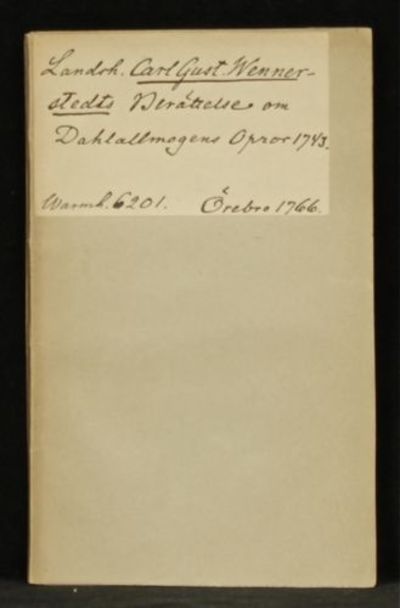 Landsh. Carl Gust. Wenner-
stedts Berättelse om
Dahlallmogens Opror 1743.
Warmh. 6201. Örebro 1766.